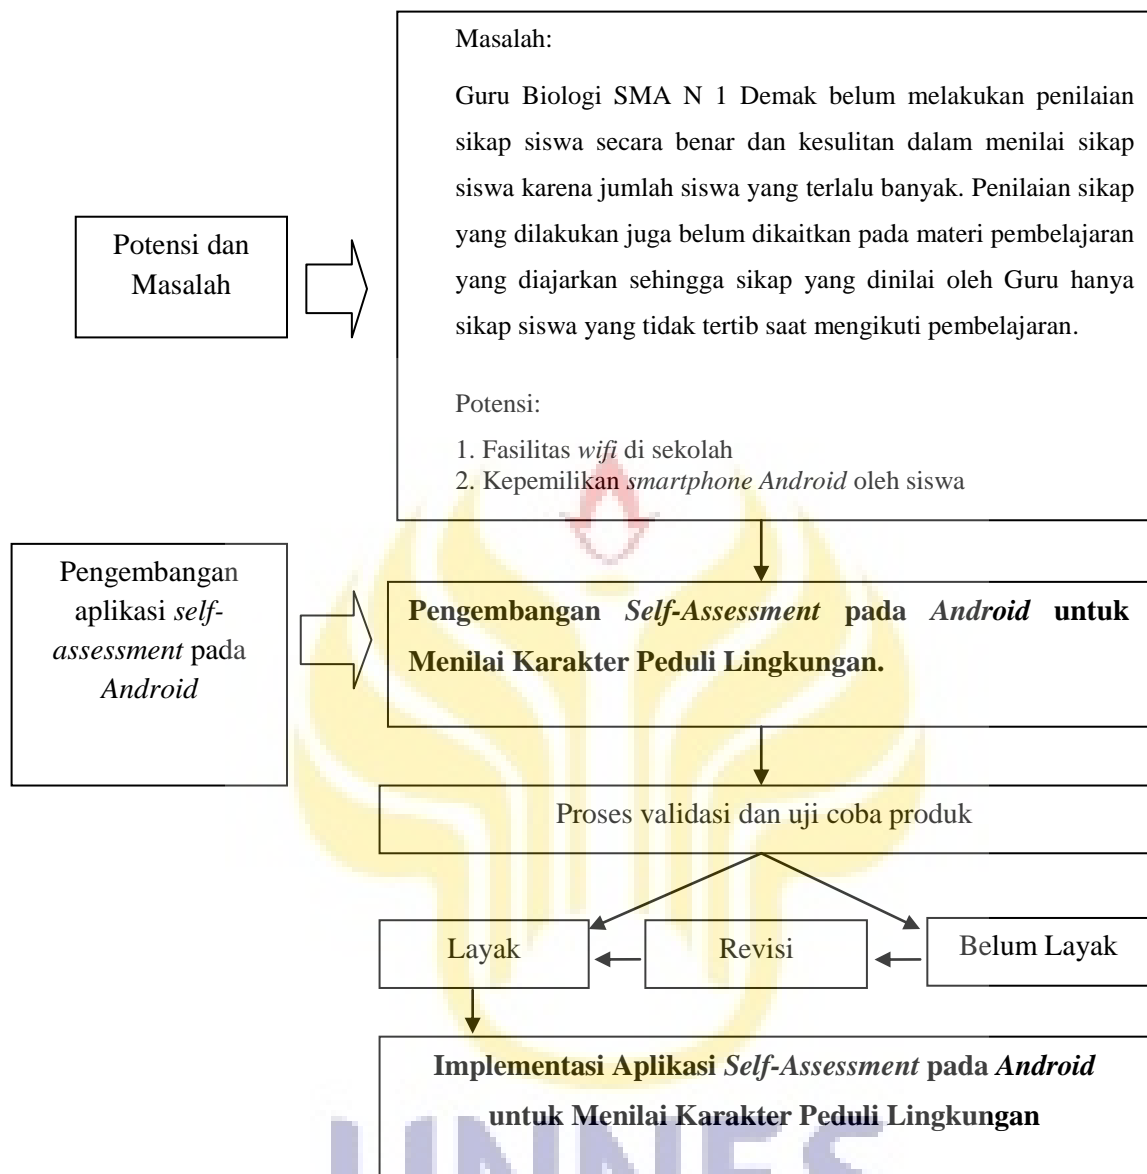 Masalah:
Guru Biologi SMA N 1 Demak belum melakukan penilaian
sikap siswa secara benar dan kesulitan dalam menilai sikap
siswa karena jumlah siswa yang terlalu banyak. Penilaian sikap
yang dilakukan juga belum dikaitkan pada materi pembelajaran
yang diajarkan sehingga sikap yang dinilai oleh Guru hanya
sikap siswa yang tidak tertib saat mengikuti pembelajaran.
Potensi:
1. Fasilitas wifi di sekolah
2. Kepemilikan smartphone Android oleh siswa
Potensi dan
Masalah
Pengembangan
aplikasi self-
assessment pada
Android
Pengembangan Self-Assessment pada Android untuk
Menilai Karakter Peduli Lingkungan.
Proses validasi dan uji coba produk
Layak
Revisi
Belum Layak
Implementasi Aplikasi Self-Assessment pada Android
untuk Menilai Karakter Peduli Lingkungan
UNNES